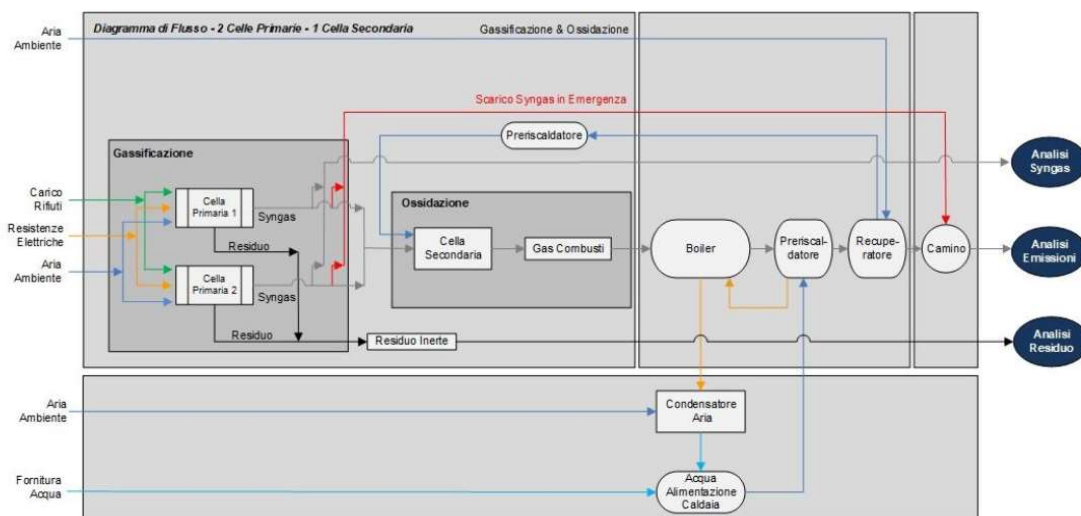 Diagramma di Flusso - 2 Celle Primarie - 1 Cella Secondaria
Gassificazione & Ossidazione
Aria
Ambiente
Scarico Syngas in Emergenza
Preriscaldatore
Gassificazione
Analisi
Syngas
Carico
Rifiuti
Cella
Primaria 1
Syngas
Ossidazione
Resistenze
Elettriche
Residuo
Cella
Secondaria
Gas Combusti
Boiler
Preriscal-
datore
Recupe-
ratore
Camino
Analisi
Emissioni
Aria
Ambiente
Cella
Primaria 2
Syngas
Residuo
Residuo Inerte
Analisi
Residuo
Aria
Ambiente
Condensatore
Aria
Fornitura
Acqua
Acqua
Alimentazione
Caldaia